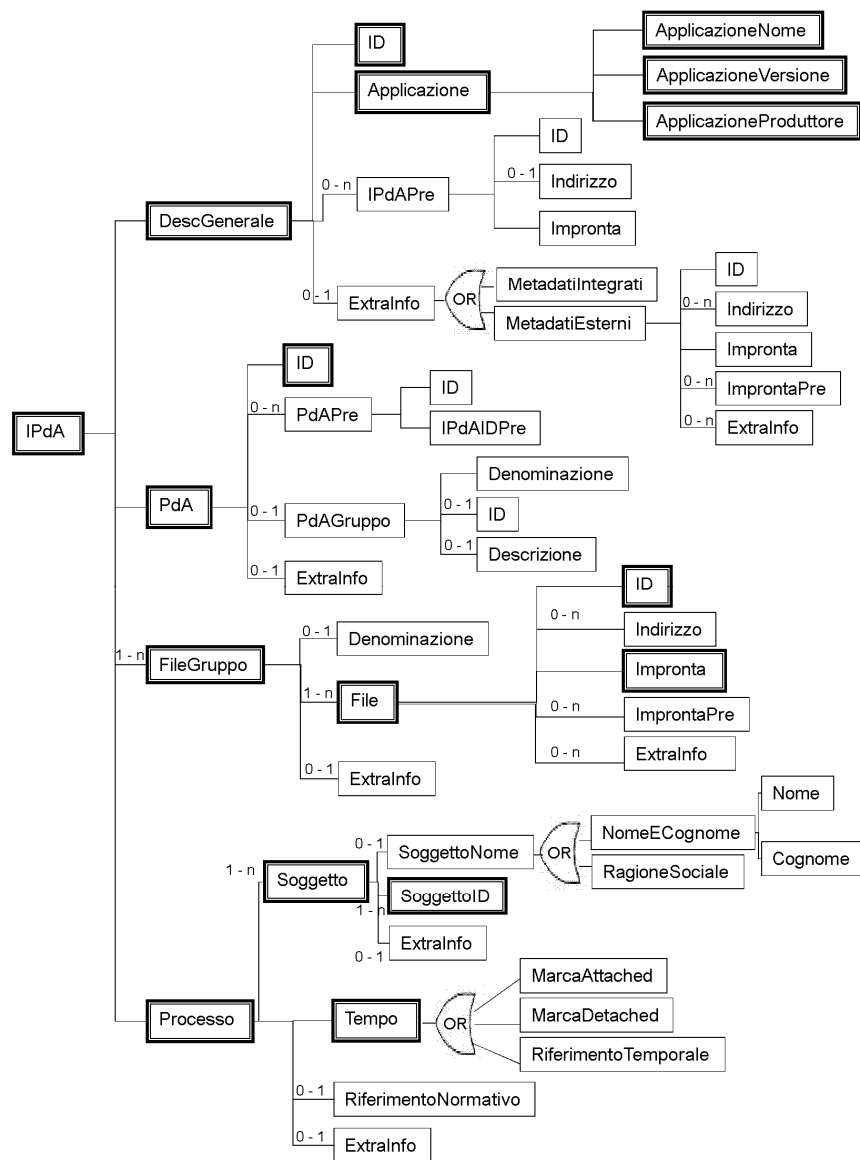 ID
ApplicazioneNome
Applicazione
ApplicazioneVersione
ApplicazioneProduttore
ID
0 - n
IPdAPre
0 - 1
Indirizzo
DescGenerale
Impronta
0 - 1
ExtraInfo
OR
MetadatiIntegrati
MetadatiEsterni
ID
0 - n
Indirizzo
Impronta
0 - n
ImprontaPre
0 - n
ExtraInfo
IPdA
ID
0 - n
PdAPre
ID
IPdAIDPre
PdA
0 - 1
PdAGruppo
Denominazione
0 - 1
ID
0 - 1
Descrizione
0 - 1
ExtraInfo
1 - n
FileGruppo
0 - 1
Denominazione
1 - n
File
ID
0 - n
Indirizzo
Impronta
0 - n
ImprontaPre
0 - n
ExtraInfo
0 - 1
ExtraInfo
1 - n
Soggetto
0 - 1
SoggettoNome
OR
NomeECognome
Nome
Cognome
RagioneSociale
SoggettoID
1 - n
ExtraInfo
0 - 1
Processo
Tempo
OR
MarcaAttached
MarcaDetached
RiferimentoTemporale
0 - 1
RiferimentoNormativo
0 - 1
ExtraInfo